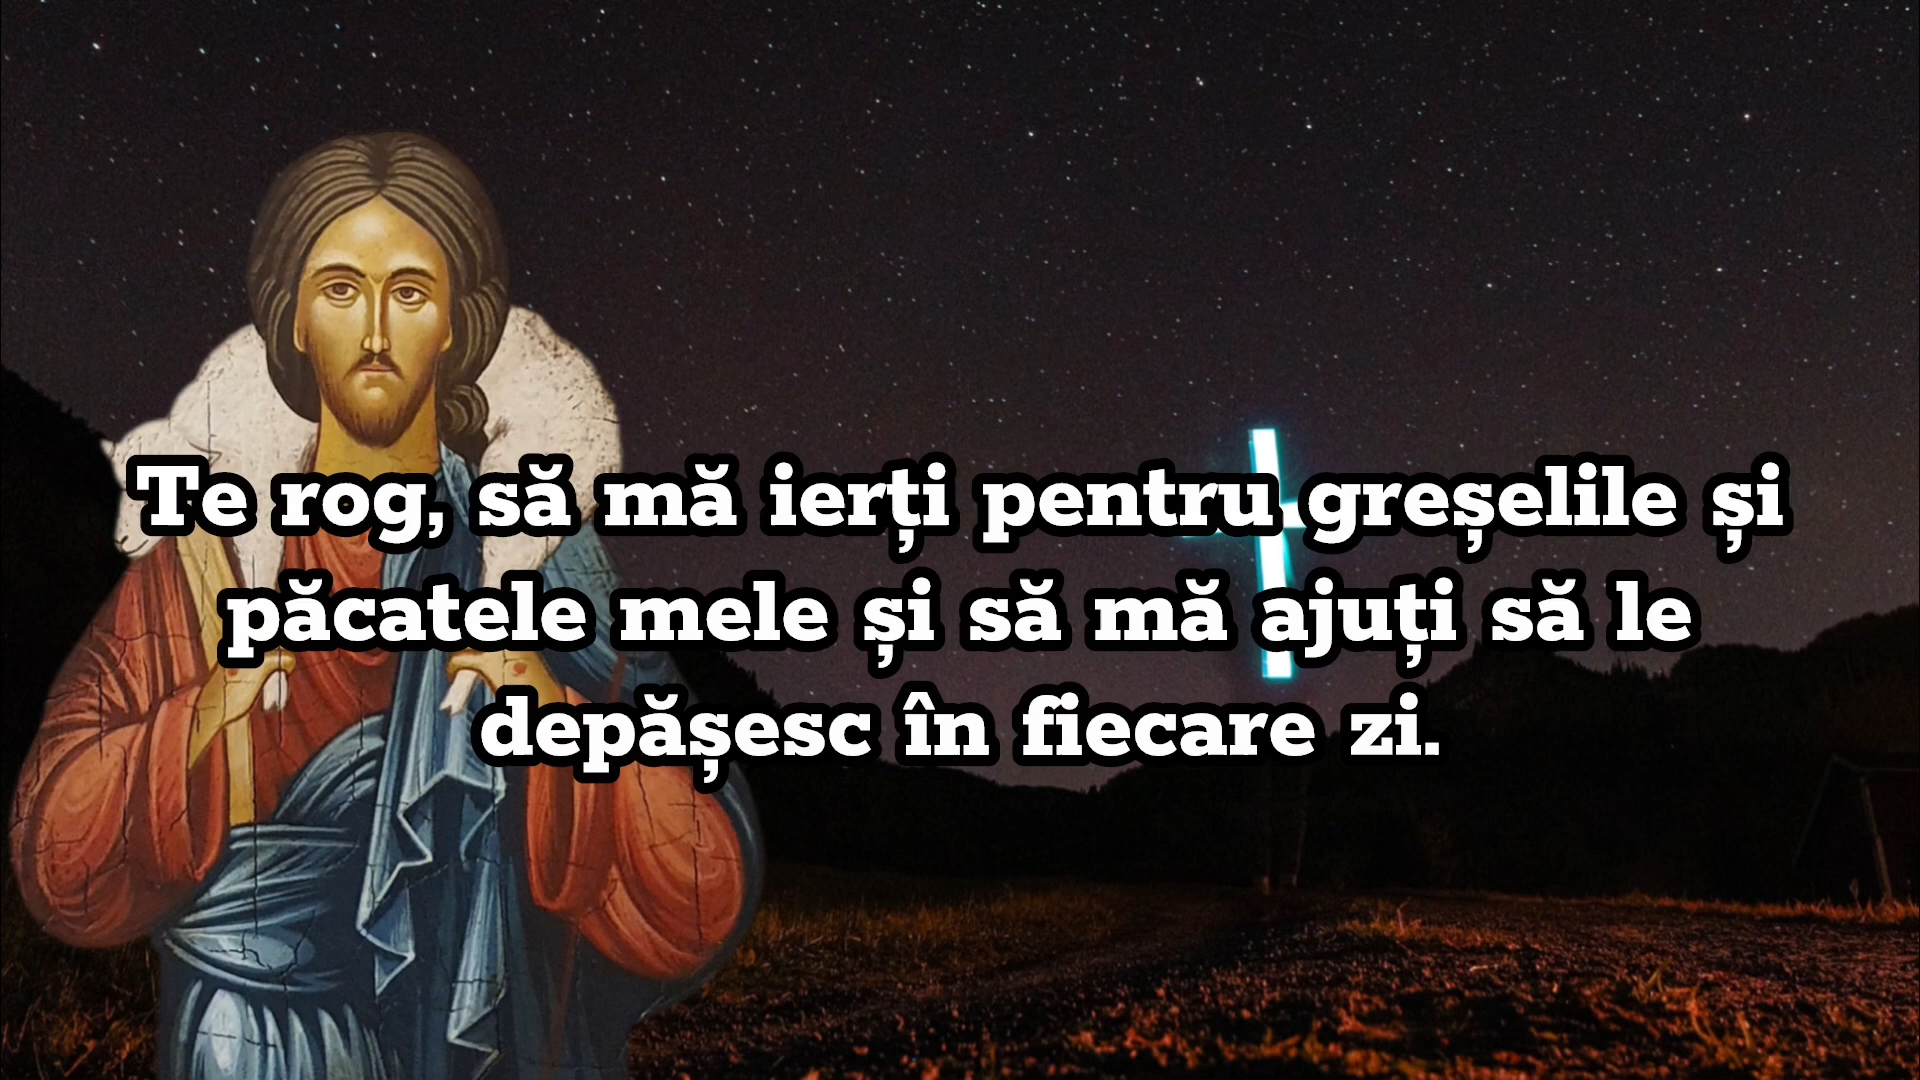 Te rog, să mă ierți pentru greșelile și
păcatele mele și să mă ajuți să le
depășesc în fiecare zi.